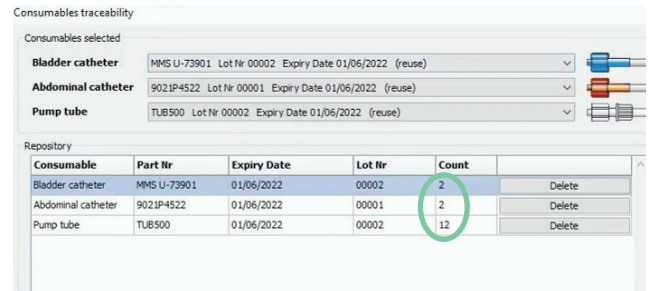 Consumables traceability
Consumables selected
Bladder catheter MMS U-73901 Lot Nr 00002 Expiry Date 01/06/2022 (reuse)
Abdominal catheter 9021P4522 Lot Nr 00001 Expiry Date 01/06/2022 (reuse)
Pump tube TUB500 Lot Nr 00002 Expiry Date 01/06/2022 (reuse)
Repository
Consumable Part Nr Expiry Date Lot Nr Count
Bladder catheter MMS U-73901 01/06/2022 00002 2 Delete
Abdominal catheter 9021P4522 01/06/2022 00001 2 Delete
Pump tube TUB500 01/06/2022 00002 12 Delete